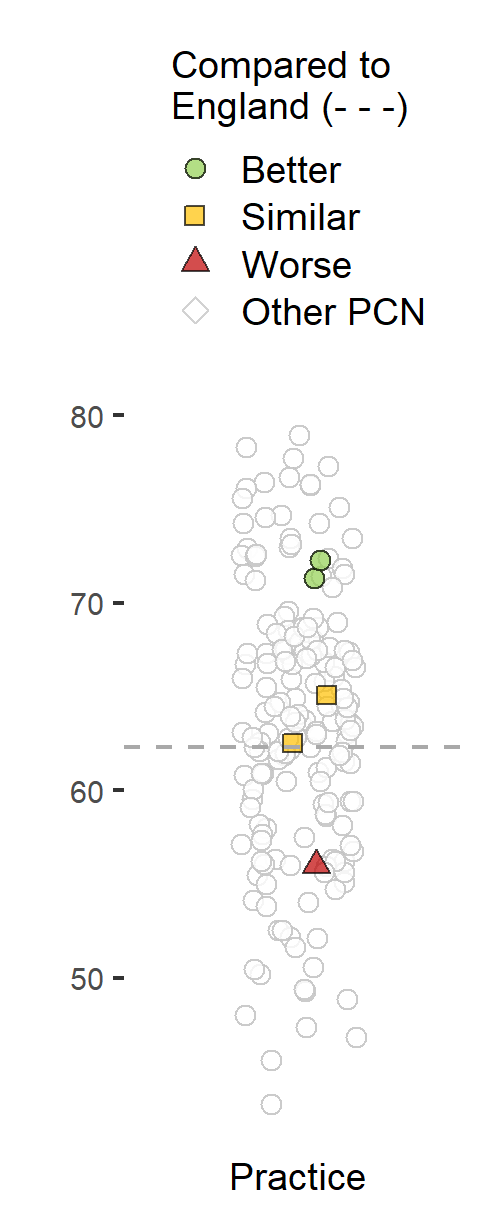 Compared to
England (- - -)
Better
Similar
Worse
Other PCN
80
70
60
50
Practice